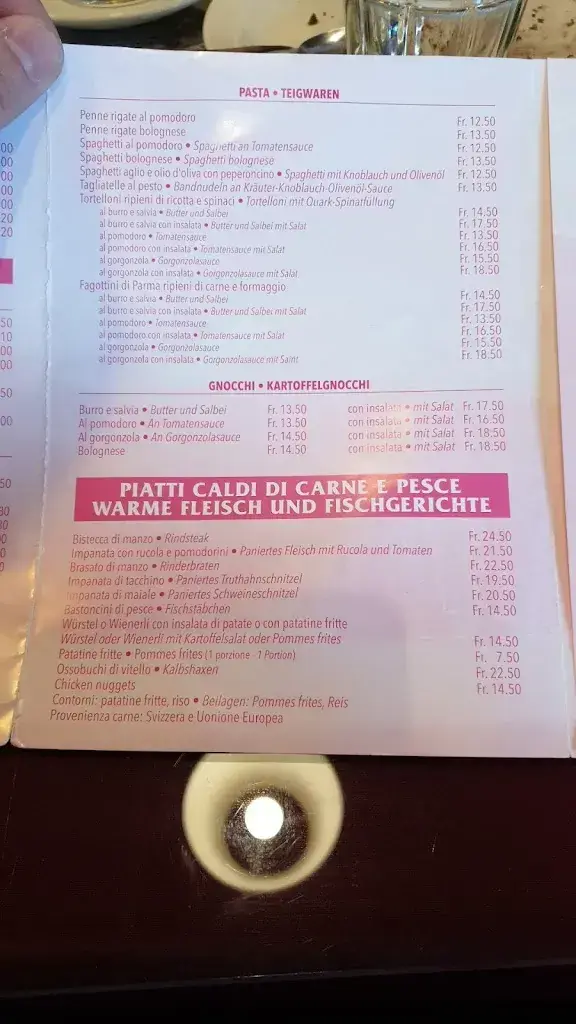 PASTA • TEIGWAREN
Penne rigate al pomodoro Fr. 12.50
Penne rigate bolognese Fr. 13.50
Spaghetti al pomodoro • Spaghetti an Tomatensauce Fr. 12.50
Spaghetti bolognese • Spaghetti bolognese Fr. 13.50
Spaghetti aglio e olio d'oliva con peperoncino • Spaghetti mit Knoblauch und Olivenöl Fr. 12.50
Tagliatelle al pesto • Bandnudeln an Kräuter-Knoblauch-Olivenöl-Sauce Fr. 13.50
Tortelloni ripieni di ricotta e spinaci • Tortelloni mit Quark-Spinatfüllung
al burro e salvia • Butter und Salbei Fr. 14.50
al burro e salvia con insalata • Butter und Salbei mit Salat Fr. 17.50
al pomodoro • Tomatensauce Fr. 13.50
al pomodoro con insalata • Tomatensauce mit Salat Fr. 16.50
al gorgonzola • Gorgonzolasauce Fr. 15.50
al gorgonzola con insalata • Gorgonzolasauce mit Salat Fr. 18.50
Fagottini di Parma ripieni di carne e formaggio
al burro e salvia • Butter und Salbei Fr. 14.50
al burro e salvia con insalata • Butter und Salbei mit Salat Fr. 17.50
al pomodoro • Tomatensauce Fr. 13.50
al pomodoro con insalata • Tomatensauce mit Salat Fr. 16.50
al gorgonzola • Gorgonzolasauce Fr. 15.50
al gorgonzola con insalata • Gorgonzolasauce mit Salat Fr. 18.50
GNOCCHI • KARTOFFELGNOCCHI
Burro e salvia • Butter und Salbei Fr. 13.50 con insalata • mit Salat Fr. 17.50
Al pomodoro • An Tomatensauce Fr. 13.50 con insalata • mit Salat Fr. 16.50
Al gorgonzola • An Gorgonzolasauce Fr. 14.50 con insalata • mit Salat Fr. 18.50
Bolognese Fr. 14.50 con insalata • mit Salat Fr. 18.50
PIATTI CALDI DI CARNE E PESCE
WARME FLEISCH UND FISCHGERICHTE
Bistecca di manzo • Rindsteak Fr. 24.50
Impanata con rucola e pomodorini • Paniertes Fleisch mit Rucola und Tomaten Fr. 21.50
Brasato di manzo • Rinderbraten Fr. 22.50
Impanata di tacchino • Paniertes Truthahnschnitzel Fr. 19.50
Impanata di maiale • Paniertes Schweineschnitzel Fr. 20.50
Bastoncini di pesce • Fischstäbchen Fr. 14.50
Würstel o Wienerli con insalata di patate o con patatine fritte
Würstel oder Wienerli mit Kartoffelsalat oder Pommes frites Fr. 14.50
Patatine fritte • Pommes frites (1 porzione - 1 Portion) Fr. 7.50
Ossobuchi di vitello • Kalbshaxen Fr. 22.50
Chicken nuggets Fr. 14.50
Contorni: patatine fritte, riso • Beilagen: Pommes frites, Reis
Provenienza carne: Svizzera e Uonione Europea